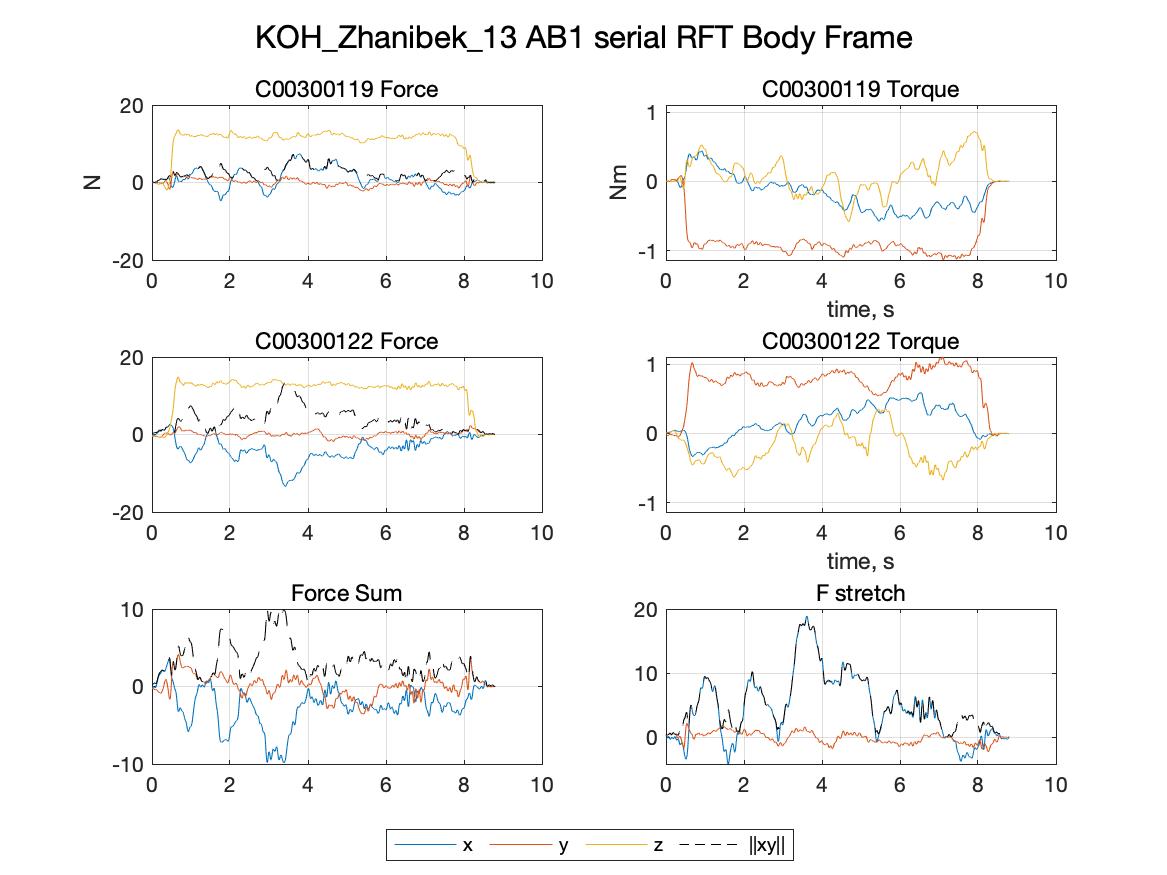 KOH_Zhanibek_13 AB1 serial RFT Body Frame
C00300119 Force
20
0
-20
N
0 2 4 6 8 10
C00300119 Torque
1
0
-1
Nm
0 2 4 6 8 10
time, s
C00300122 Force
20
0
-20
0 2 4 6 8 10
C00300122 Torque
1
0
-1
0 2 4 6 8 10
time, s
Force Sum
10
0
-10
0 2 4 6 8 10
F stretch
20
10
0
0 2 4 6 8 10
x y z ||xy||